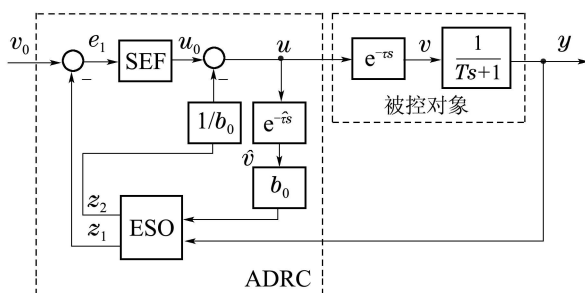 v₀
e₁
SEF
u₀
u
e^{-τs}
v
1/(Ts+1)
y
−
−
被控对象
1/b₀
e^{-τ̂s}
v̂
b₀
z₂
z₁
ESO
ADRC